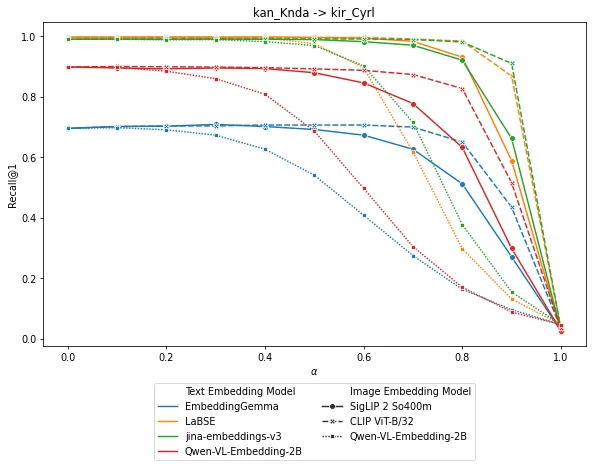 kan_Knda -> kir_Cyrl
Recall@1
1.0
0.8
0.6
0.4
0.2
0.0
0.0 0.2 0.4 0.6 0.8 1.0
α
Text Embedding Model
EmbeddingGemma
LaBSE
jina-embeddings-v3
Qwen-VL-Embedding-2B
Image Embedding Model
SigLIP 2 So400m
CLIP ViT-B/32
Qwen-VL-Embedding-2B